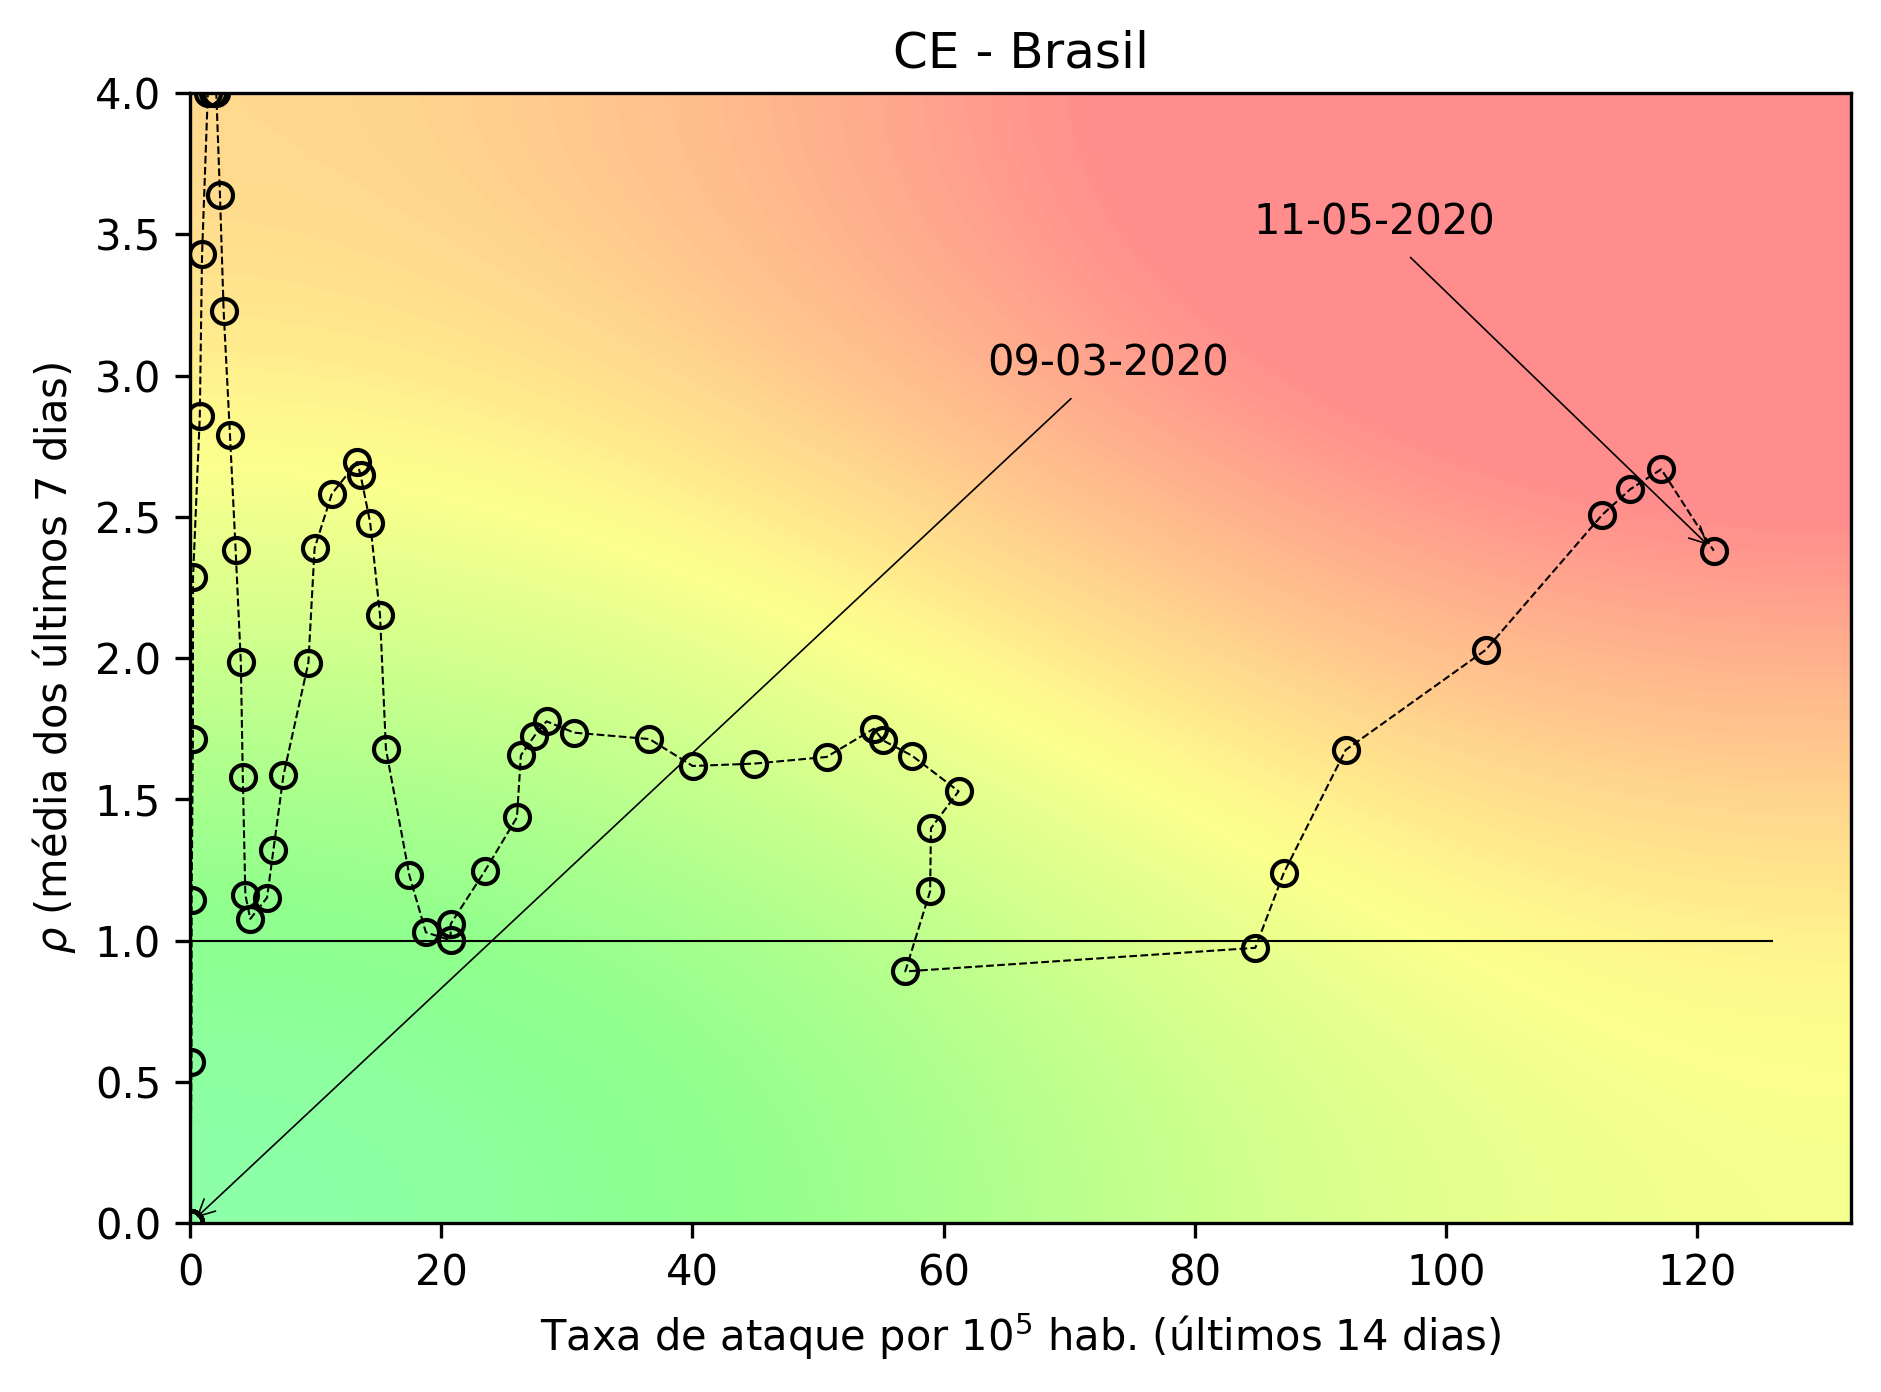 CE - Brasil
4.0
3.5
3.0
2.5
2.0
1.5
1.0
0.5
0.0
ρ (média dos últimos 7 dias)
11-05-2020
09-03-2020
0 20 40 60 80 100 120
Taxa de ataque por 10⁵ hab. (últimos 14 dias)